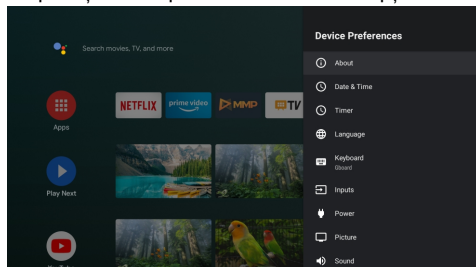 Device Preferences
Search movies, TV, and more
About
Date & Time
Timer
Language
Keyboard
Gboard
Inputs
Power
Picture
Sound
NETFLIX
prime video
MMP
TV
Apps
Play Next